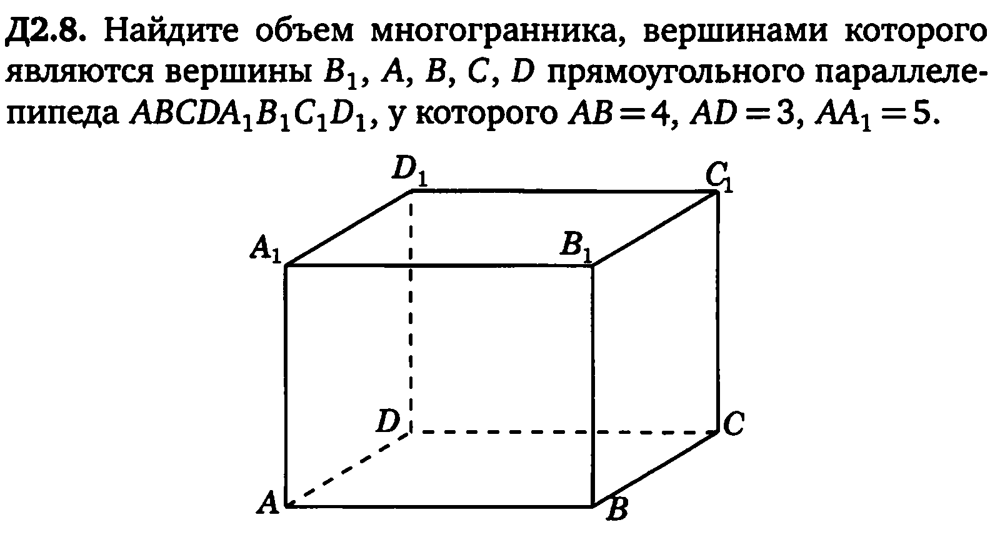 Д2.8. Найдите объем многогранника, вершинами которого
являются вершины B₁, A, B, C, D прямоугольного параллеле-
пипеда ABCDA₁B₁C₁D₁, у которого AB = 4, AD = 3, AA₁ = 5.
D₁
C₁
A₁
B₁
D
C
A
B